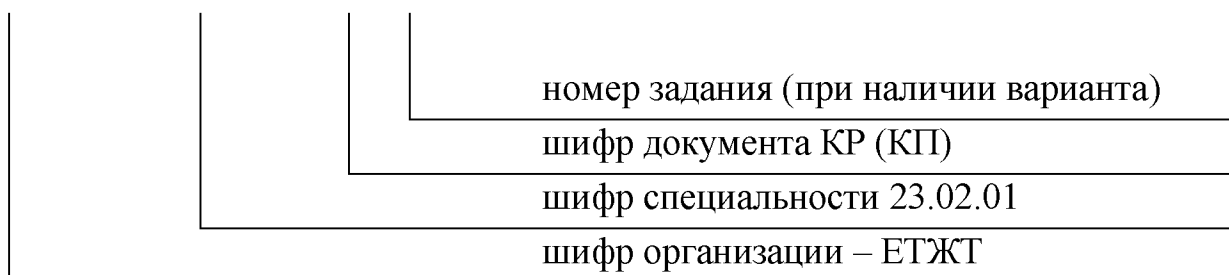 номер задания (при наличии варианта)
шифр документа КР (КП)
шифр специальности 23.02.01
шифр организации – ЕТЖТ